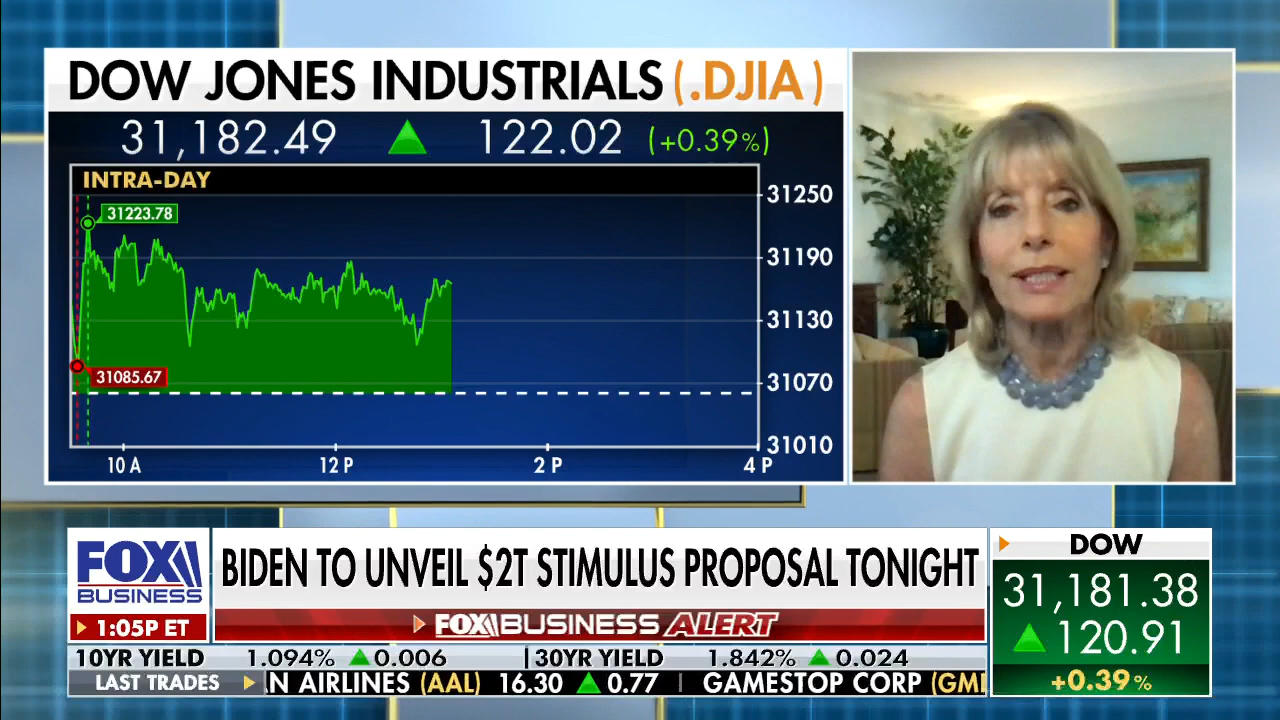 DOW JONES INDUSTRIALS (.DJIA)
31,182.49 ▲ 122.02 (+0.39%)
INTRA-DAY
31223.78
31085.67
31250
31190
31130
31070
31010
10 A 12 P 2 P 4 P
FOX BUSINESS
1:05P ET
BIDEN TO UNVEIL $2T STIMULUS PROPOSAL TONIGHT
FOX BUSINESS ALERT
DOW
31,181.38
▲ 120.91
+0.39%
10YR YIELD 1.094% ▲ 0.006 | 30YR YIELD 1.842% ▲ 0.024
LAST TRADES N AIRLINES (AAL) 16.30 ▲ 0.77 | GAMESTOP CORP (GM